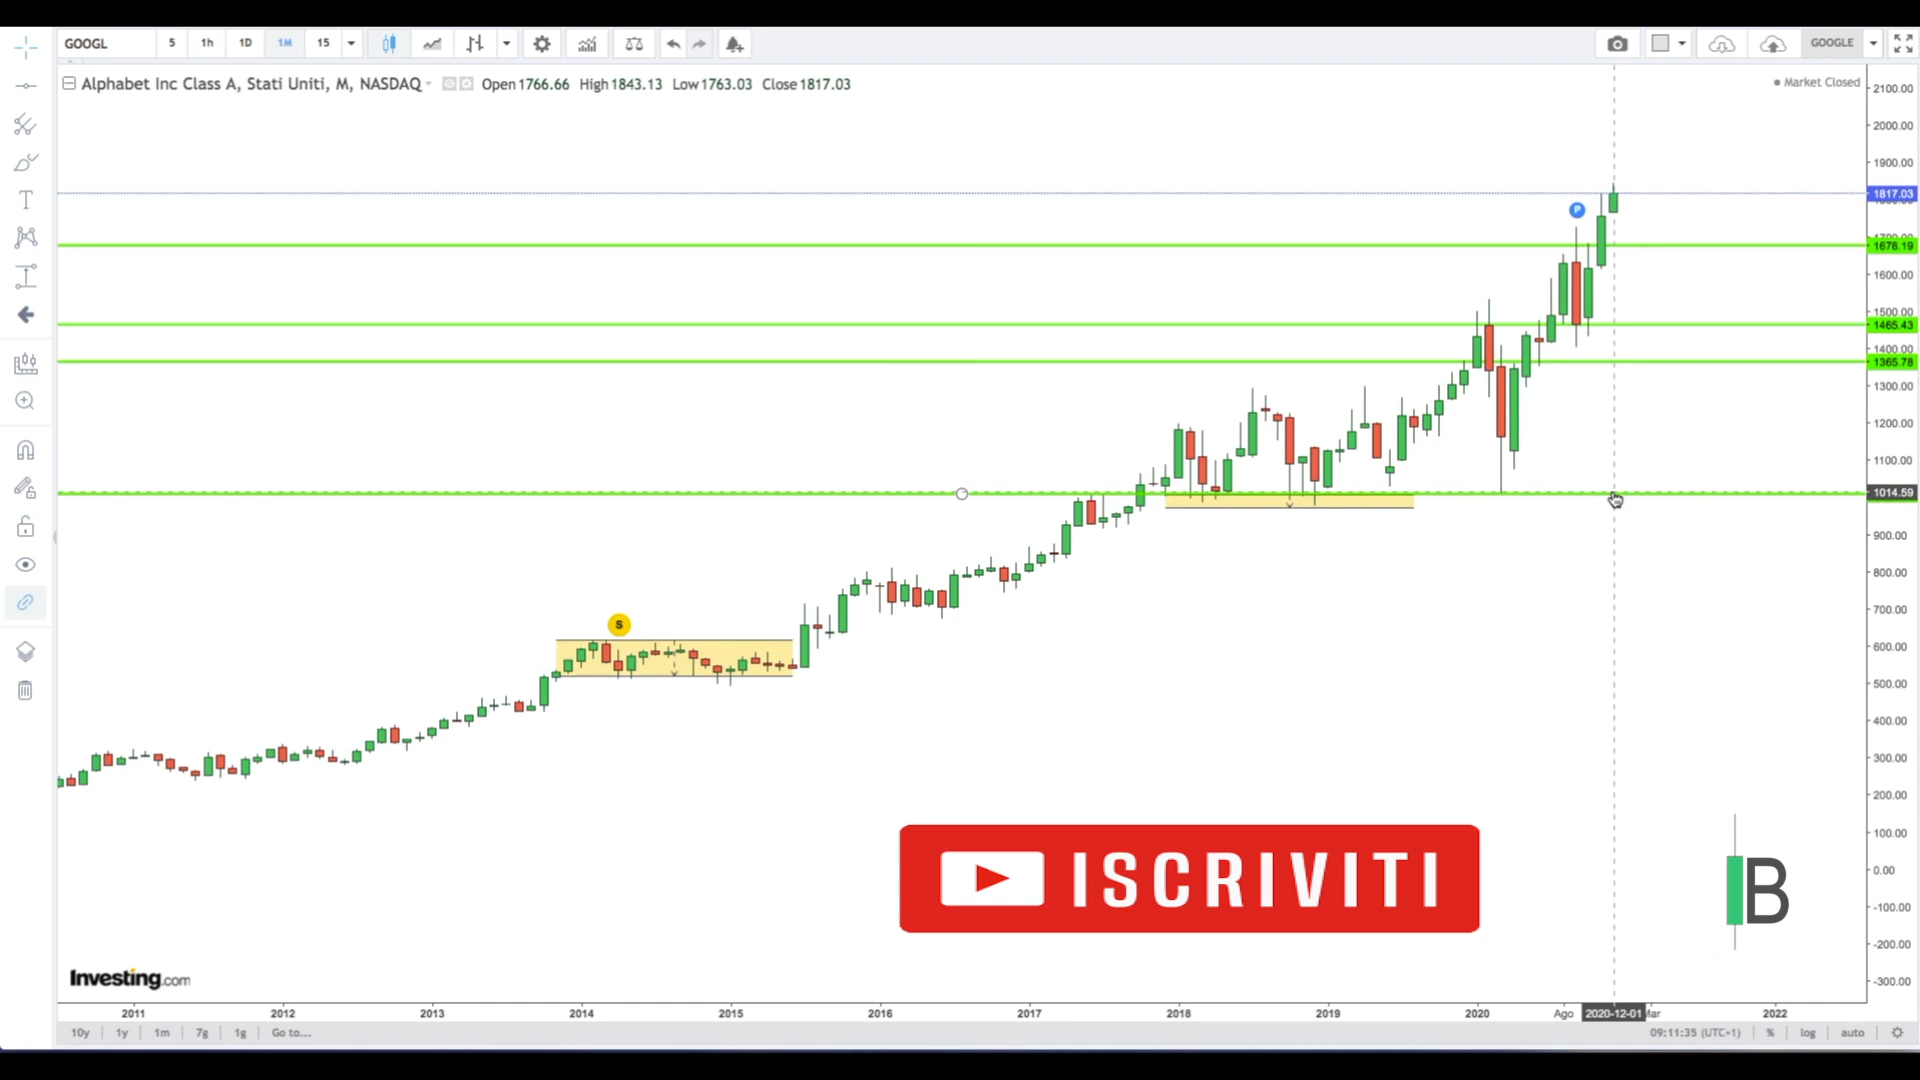 GOOGL 5 1h 1D 1M 15 GOOGLE
Alphabet Inc Class A, Stati Uniti, M, NASDAQ Open 1766.66 High 1843.13 Low 1763.03 Close 1817.03
Market Closed
2100.00
2000.00
1900.00
1817.03
P
1678.19
1600.00
1500.00
1465.43
1400.00
1365.78
1300.00
1200.00
1100.00
1014.59
900.00
800.00
700.00
S
600.00
500.00
400.00
300.00
200.00
100.00
0.00
-100.00
-200.00
-300.00
ISCRIVITI
B
Investing.com
2011 2012 2013 2014 2015 2016 2017 2018 2019 2020 Ago 2020-12-01 Mar 2022
10y 1y 1m 7g 1g Go to... 09:11:35 (UTC+1) % log auto